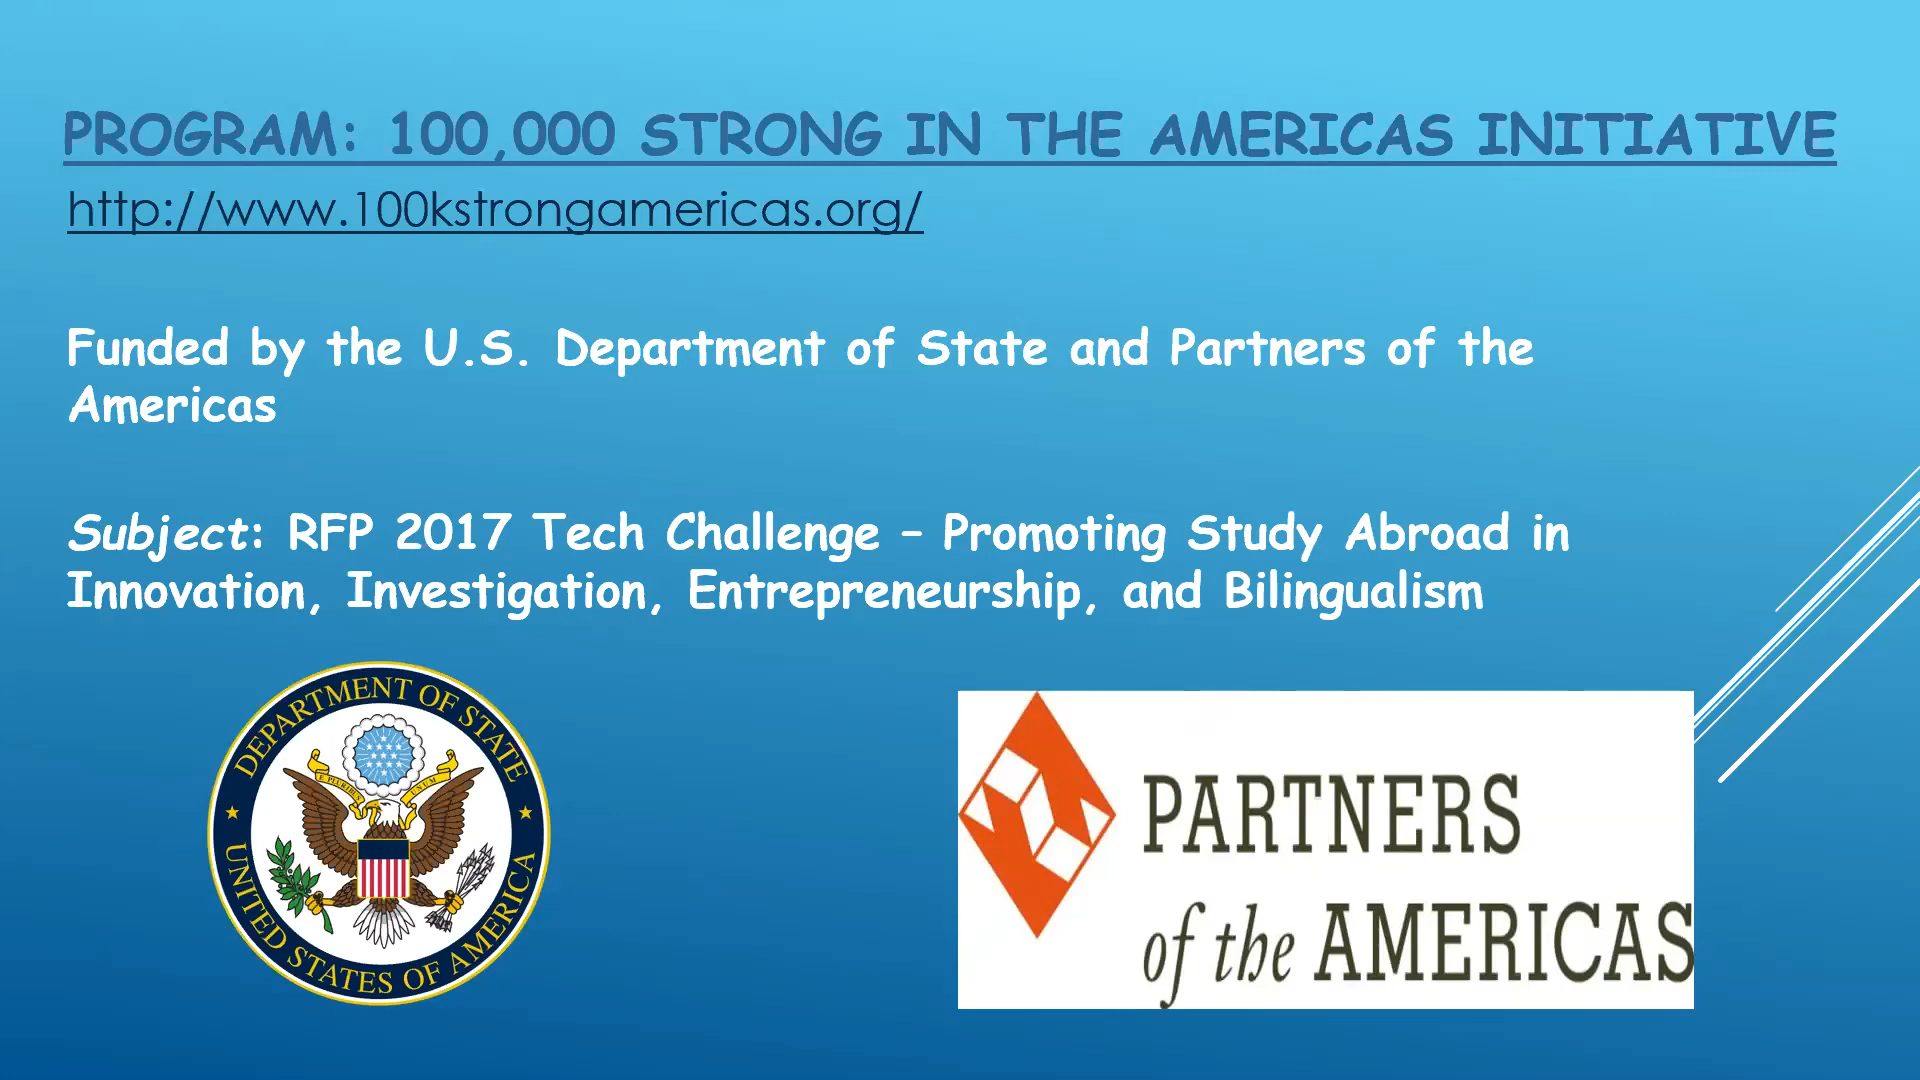 PROGRAM: 100,000 STRONG IN THE AMERICAS INITIATIVE
http://www.100kstrongamericas.org/
Funded by the U.S. Department of State and Partners of the
Americas
Subject: RFP 2017 Tech Challenge – Promoting Study Abroad in
Innovation, Investigation, Entrepreneurship, and Bilingualism
DEPARTMENT OF STATE
E PLURIBUS UNUM
UNITED STATES OF AMERICA
PARTNERS
of the AMERICAS